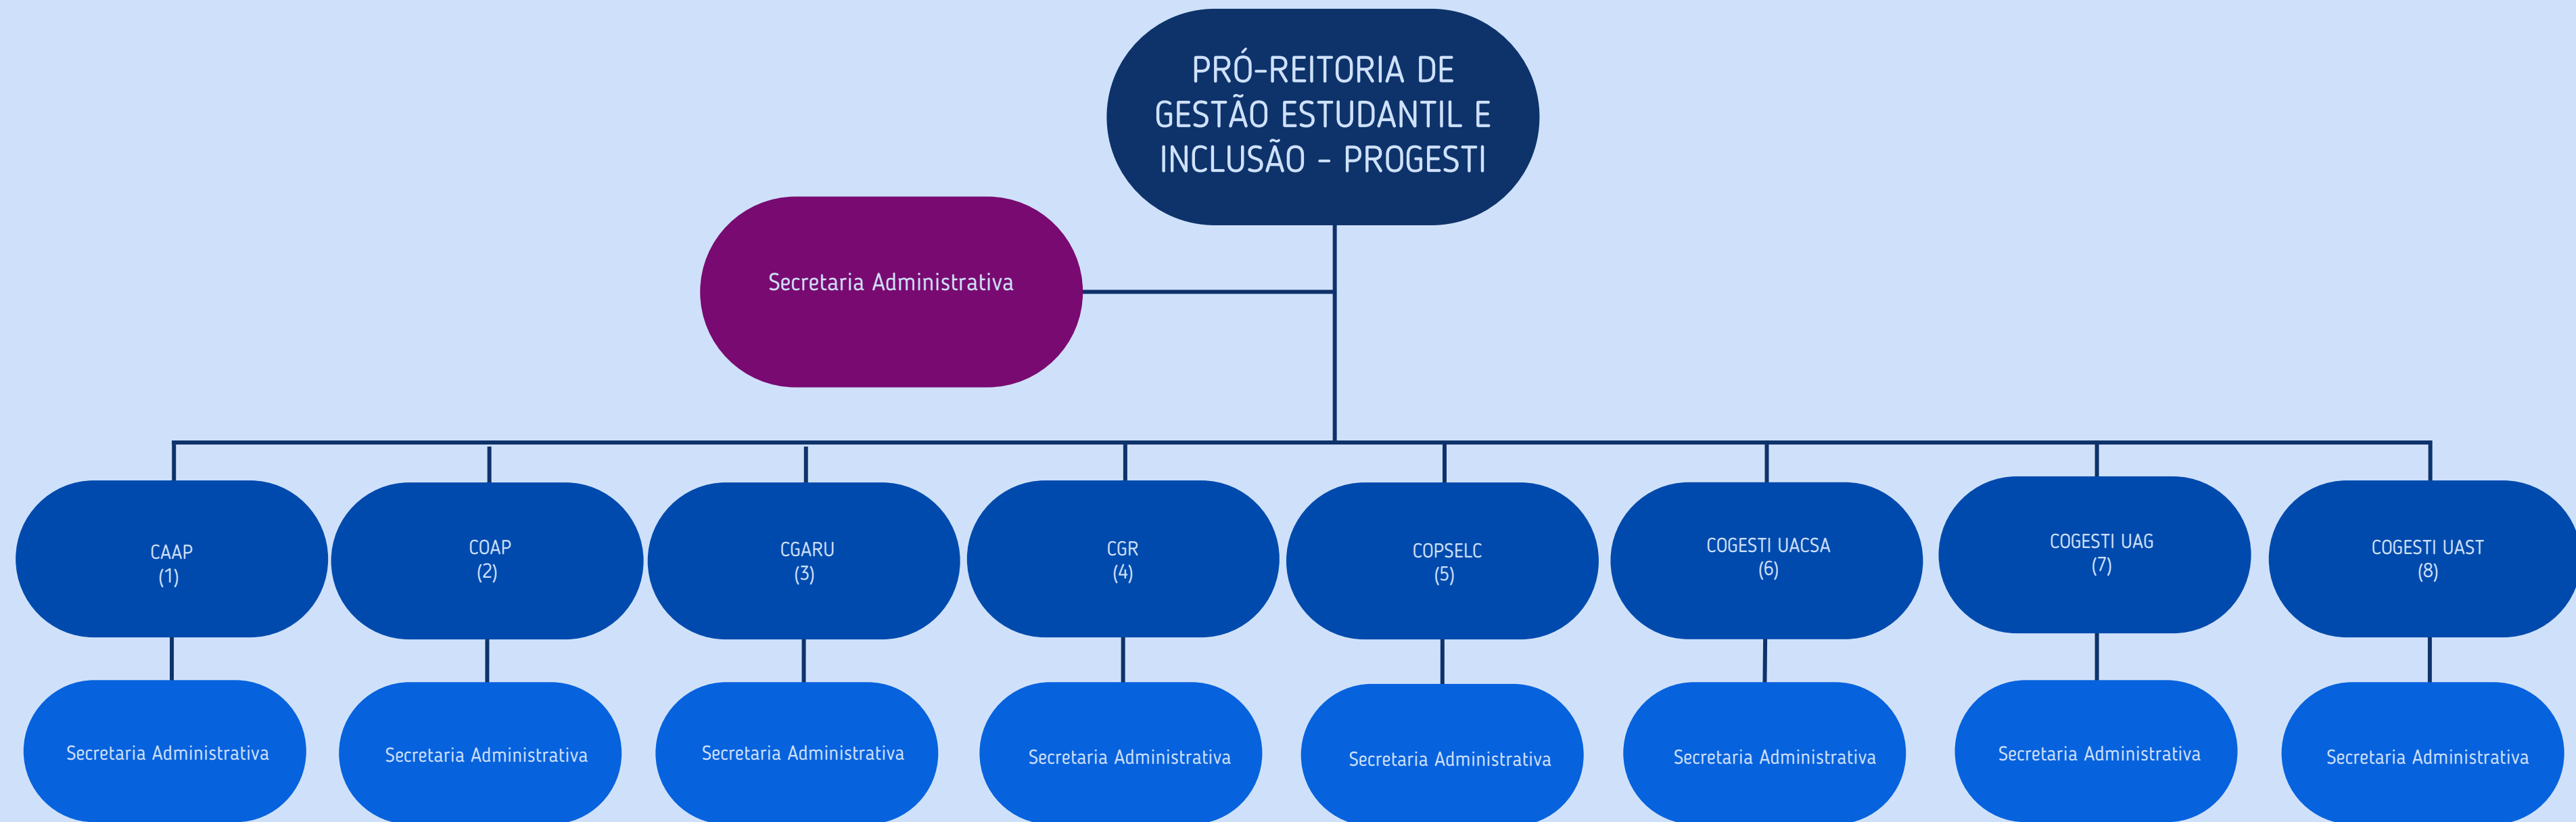 PRÓ-REITORIA DE
GESTÃO ESTUDANTIL E
INCLUSÃO - PROGESTI
Secretaria Administrativa
CAAP
(1)
COAP
(2)
CGARU
(3)
CGR
(4)
COPSELC
(5)
COGESTI UACSA
(6)
COGESTI UAG
(7)
COGESTI UAST
(8)
Secretaria Administrativa
Secretaria Administrativa
Secretaria Administrativa
Secretaria Administrativa
Secretaria Administrativa
Secretaria Administrativa
Secretaria Administrativa
Secretaria Administrativa